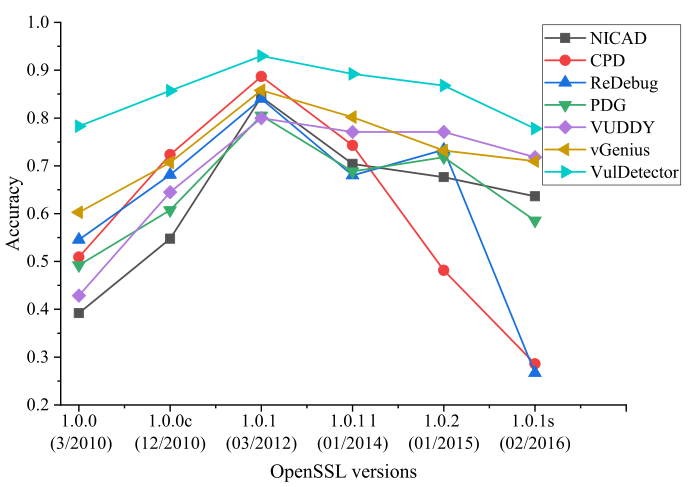 1.0
0.9
0.8
0.7
0.6
0.5
0.4
0.3
0.2
Accuracy
NICAD
CPD
ReDebug
PDG
VUDDY
vGenius
VulDetector
1.0.0 1.0.0c 1.0.1 1.0.1 l 1.0.2 1.0.1s
(3/2010) (12/2010) (03/2012) (01/2014) (01/2015) (02/2016)
OpenSSL versions